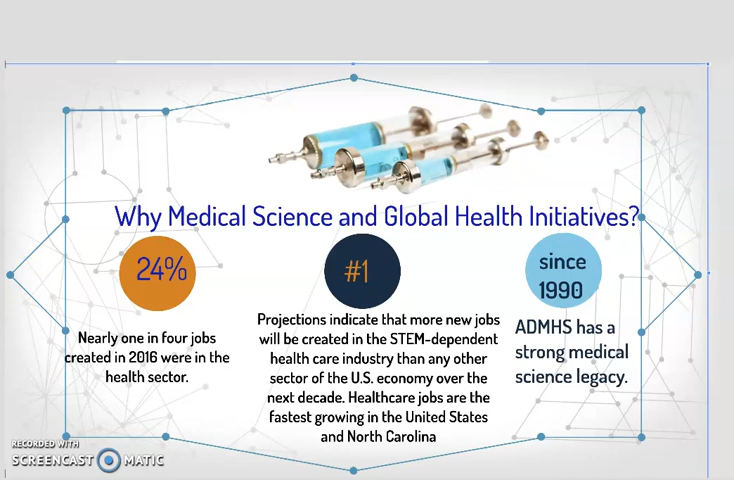 Why Medical Science and Global Health Initiatives?
24%
Nearly one in four jobs
created in 2016 were in the
health sector.
#1
Projections indicate that more new jobs
will be created in the STEM-dependent
health care industry than any other
sector of the U.S. economy over the
next decade. Healthcare jobs are the
fastest growing in the United States
and North Carolina
since
1990
ADMHS has a
strong medical
science legacy.
RECORDED WITH
SCREENCAST MATIC